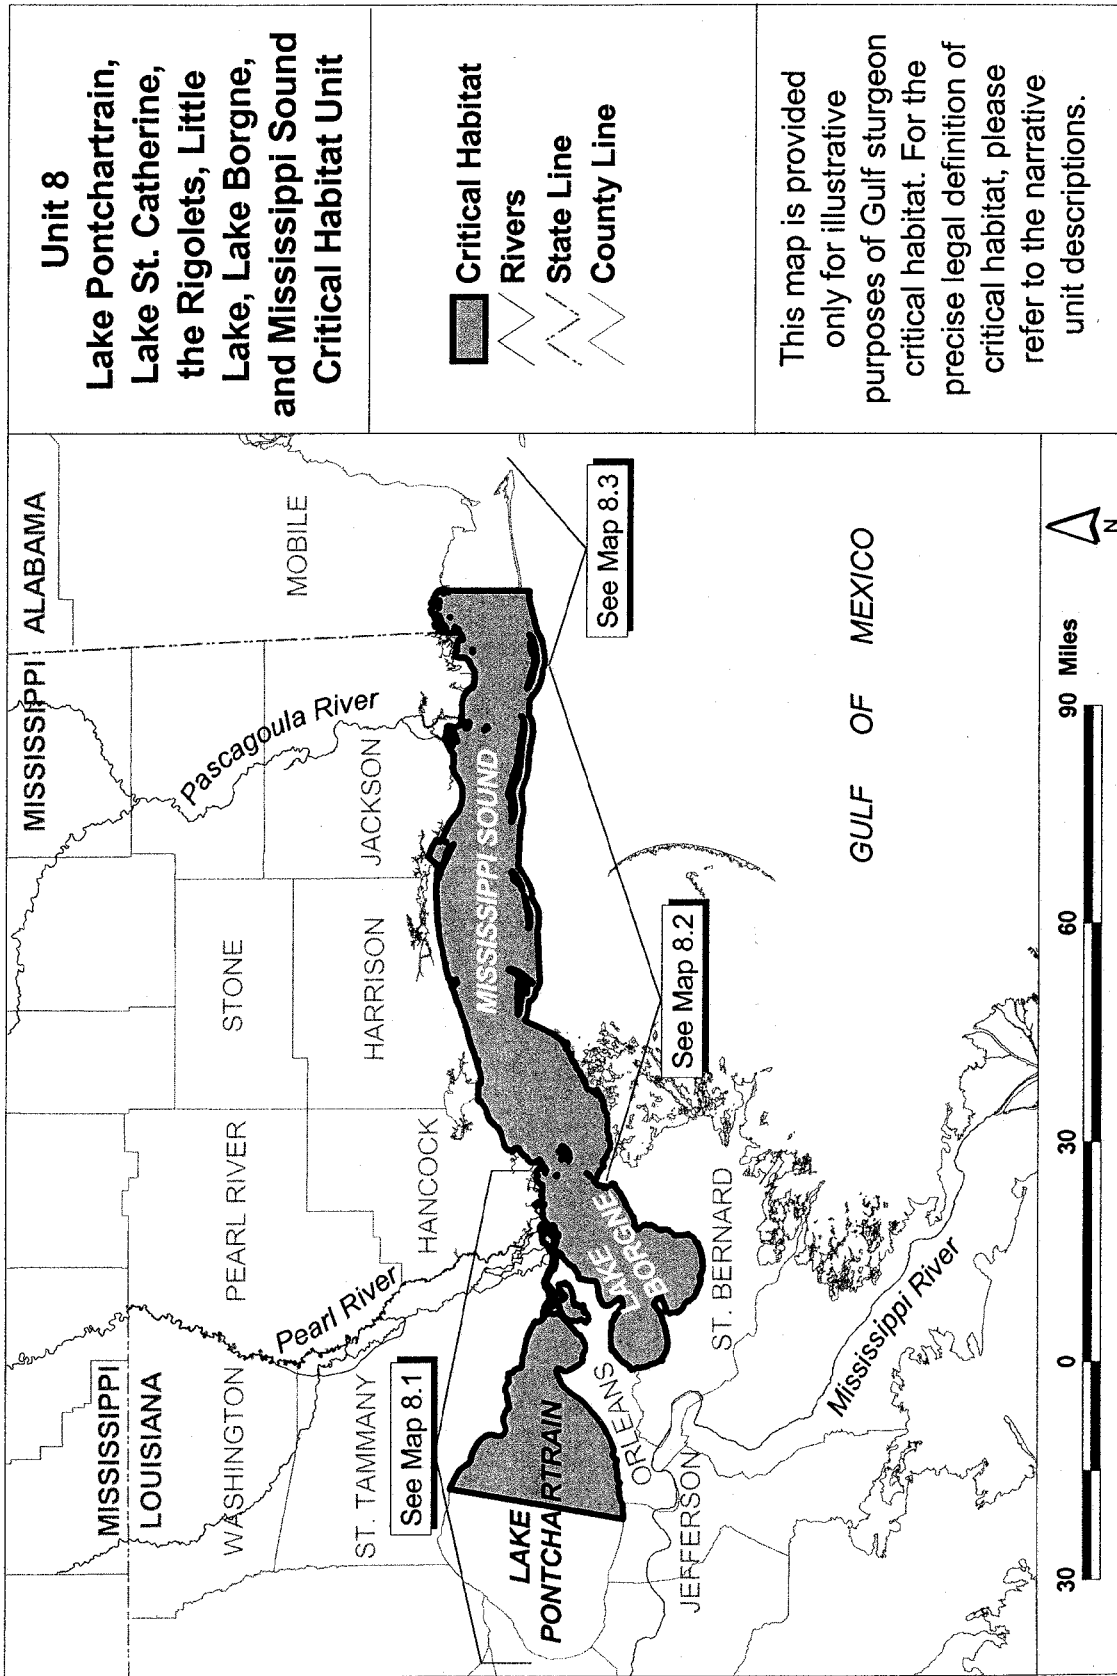 Unit 8
Lake Pontchartrain,
Lake St. Catherine,
the Rigolets, Little
Lake, Lake Borgne,
and Mississippi Sound
Critical Habitat Unit
Critical Habitat
Rivers
State Line
County Line
This map is provided
only for illustrative
purposes of Gulf sturgeon
critical habitat. For the
precise legal definition of
critical habitat, please
refer to the narrative
unit descriptions.
MISSISSIPPI
LOUISIANA
MISSISSIPPI
ALABAMA
WASHINGTON
PEARL RIVER
STONE
MOBILE
Pascagoula River
Pearl River
ST. TAMMANY
HANCOCK
HARRISON
JACKSON
See Map 8.1
LAKE
PONTCHARTRAIN
MISSISSIPPI SOUND
LAKE
BORGNE
ORLEANS
JEFFERSON
ST. BERNARD
See Map 8.2
See Map 8.3
Mississippi River
GULF OF MEXICO
30 0 30 60 90 Miles
N